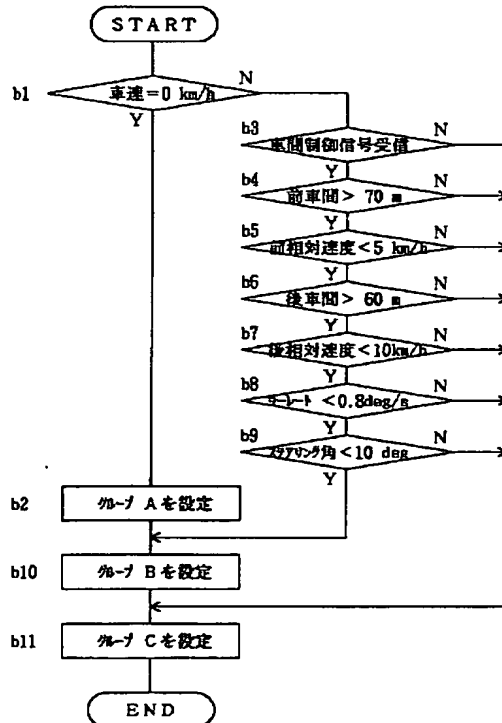 START
b1
車速=0 km/h
N
Y
b3
車間制御信号受信
N
Y
b4
前車間> 70 m
N
Y
b5
前相対速度<5 km/h
N
Y
b6
後車間> 60 m
N
Y
b7
後相対速度<10km/h
N
Y
b8
ヨーレート <0.8deg/s
N
Y
b9
ステアリング角<10 deg
N
Y
b2
グループ Aを設定
b10
グループ Bを設定
b11
グループ Cを設定
END